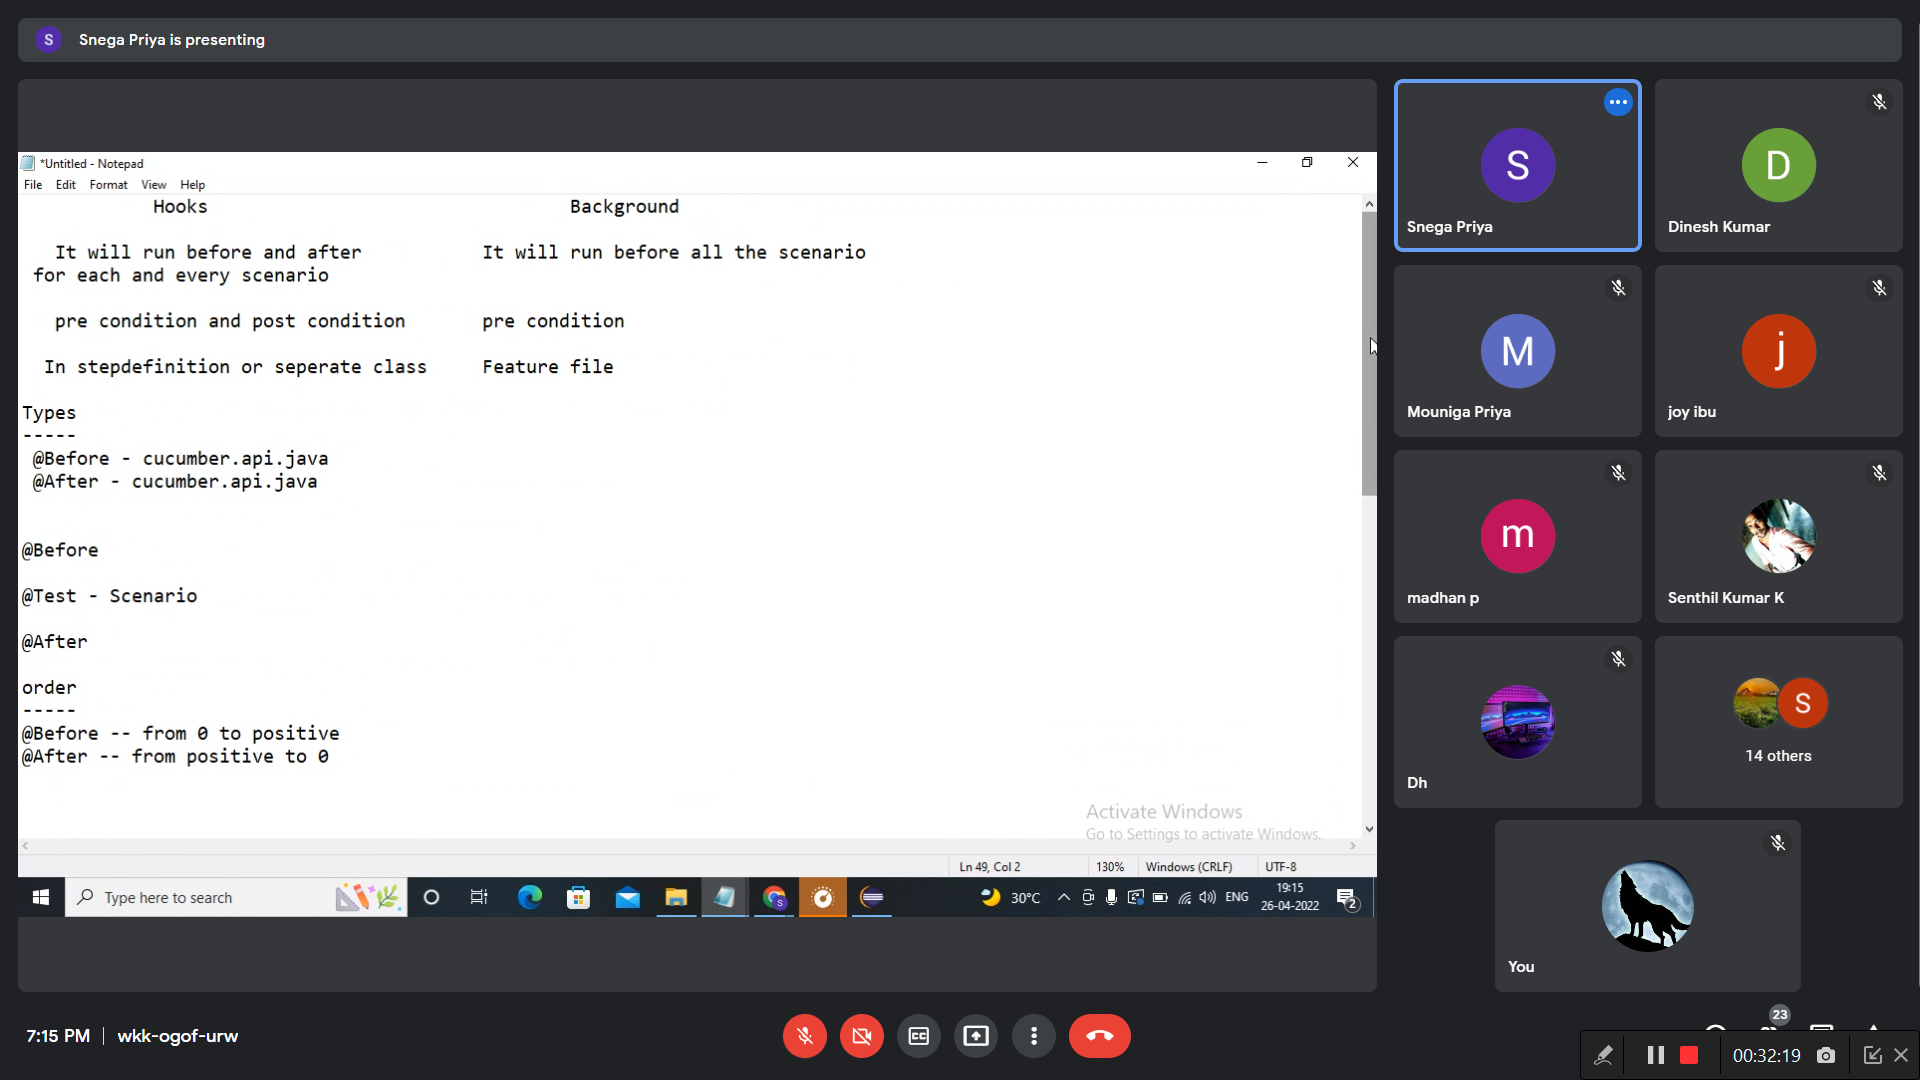 S Snega Priya is presenting
*Untitled - Notepad
File Edit Format View Help
Hooks Background
It will run before and after It will run before all the scenario
for each and every scenario
pre condition and post condition pre condition
In stepdefinition or seperate class Feature file
Types
-----
@Before - cucumber.api.java
@After - cucumber.api.java
@Before
@Test - Scenario
@After
order
-----
@Before -- from 0 to positive
@After -- from positive to 0
Activate Windows
Go to Settings to activate Windows.
Ln 49, Col 2 130% Windows (CRLF) UTF-8
Type here to search
S
30°C
ENG
19:15
26-04-2022
2
S
Snega Priya
D
Dinesh Kumar
M
Mouniga Priya
j
joy ibu
m
madhan p
Senthil Kumar K
Dh
S
14 others
You
7:15 PM | wkk-ogof-urw
CC
23
00:32:19